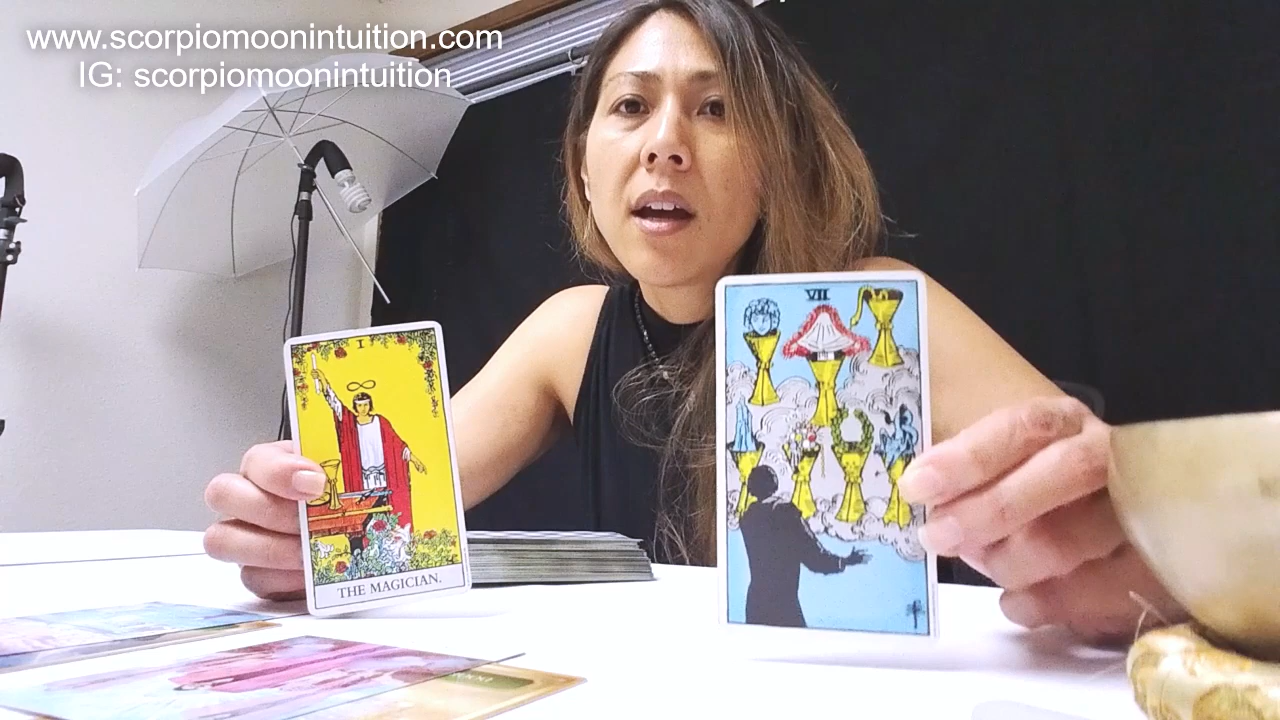 www.scorpiomoonintuition.com
IG: scorpiomoonintuition
I
THE MAGICIAN.
VII